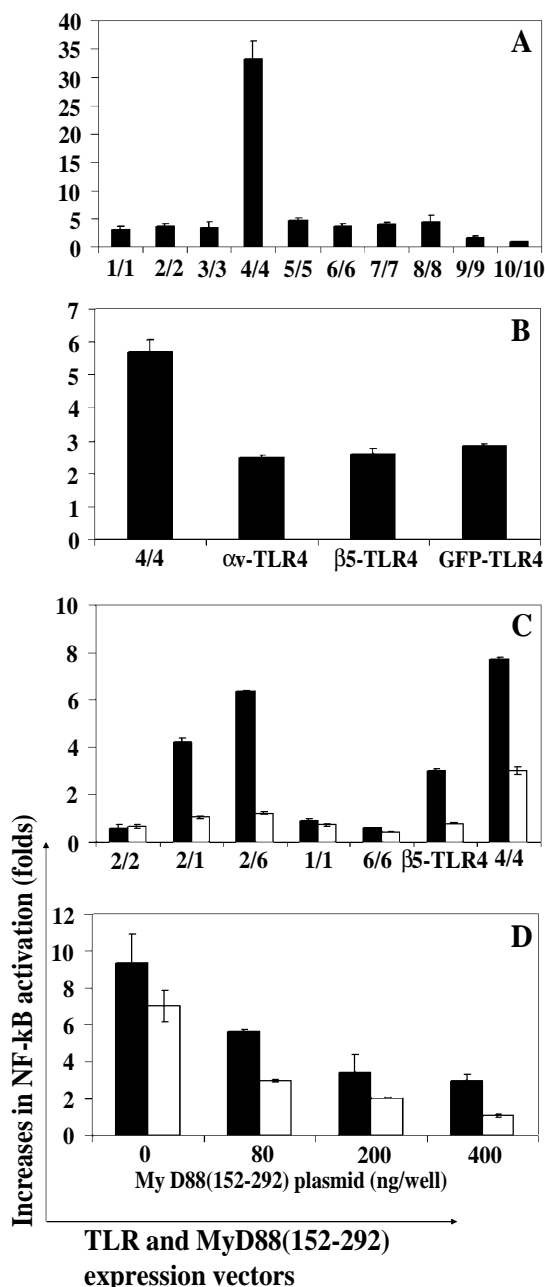 A
40
35
30
25
20
15
10
5
0
1/1 2/2 3/3 4/4 5/5 6/6 7/7 8/8 9/9 10/10
B
7
6
5
4
3
2
1
0
4/4 αv-TLR4 β5-TLR4 GFP-TLR4
C
10
8
6
4
2
0
2/2 2/1 2/6 1/1 6/6 β5-TLR4 4/4
D
12
10
8
6
4
2
0
0 80 200 400
My D88(152-292) plasmid (ng/well)
Increases in NF-kB activation (folds)
TLR and MyD88(152-292)
expression vectors